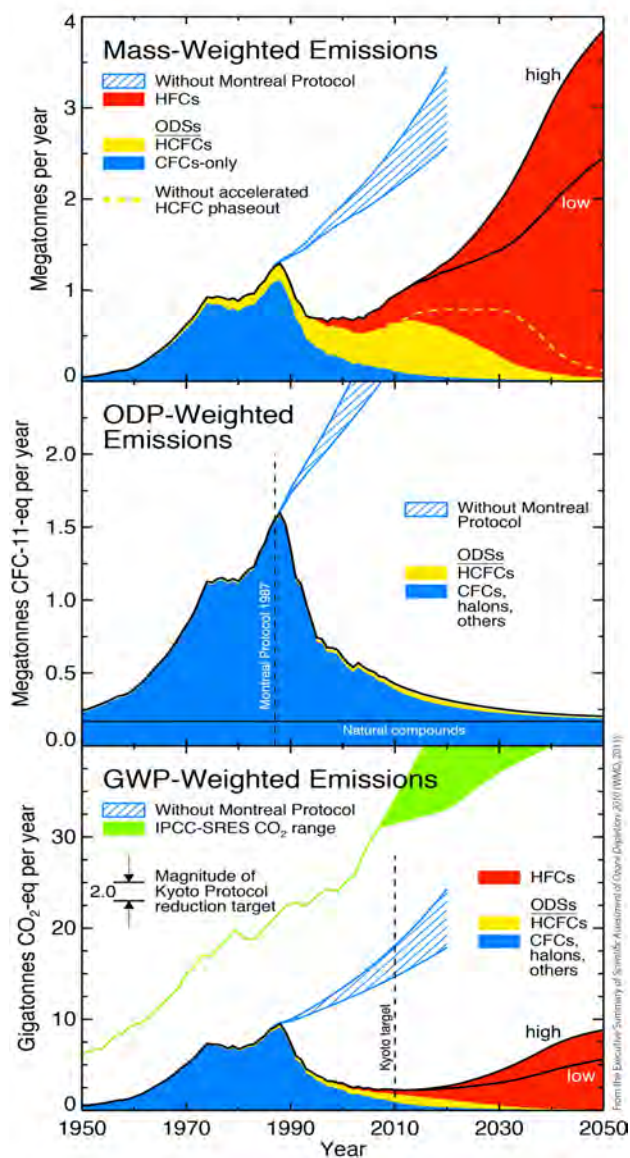 Mass-Weighted Emissions
Without Montreal Protocol
HFCs
ODSs
HCFCs
CFCs-only
Without accelerated
HCFC phaseout
high
low
Megatonnes per year
4
3
2
1
0
ODP-Weighted
Emissions
Without Montreal
Protocol
ODSs
HCFCs
CFCs,
halons,
others
Montreal Protocol 1987
Natural compounds
Megatonnes CFC-11-eq per year
2.0
1.5
1.0
0.5
0.0
GWP-Weighted Emissions
Without Montreal Protocol
IPCC-SRES CO₂ range
2.0
Magnitude of
Kyoto Protocol
reduction target
HFCs
ODSs
HCFCs
CFCs,
halons,
others
Kyoto target
high
low
Gigatonnes CO₂-eq per year
30
20
10
0
1950
1970
1990
2010
2030
2050
Year
From the Executive Summary of Scientific Assessment of Ozone Depletion: 2010 (WMO, 2011)